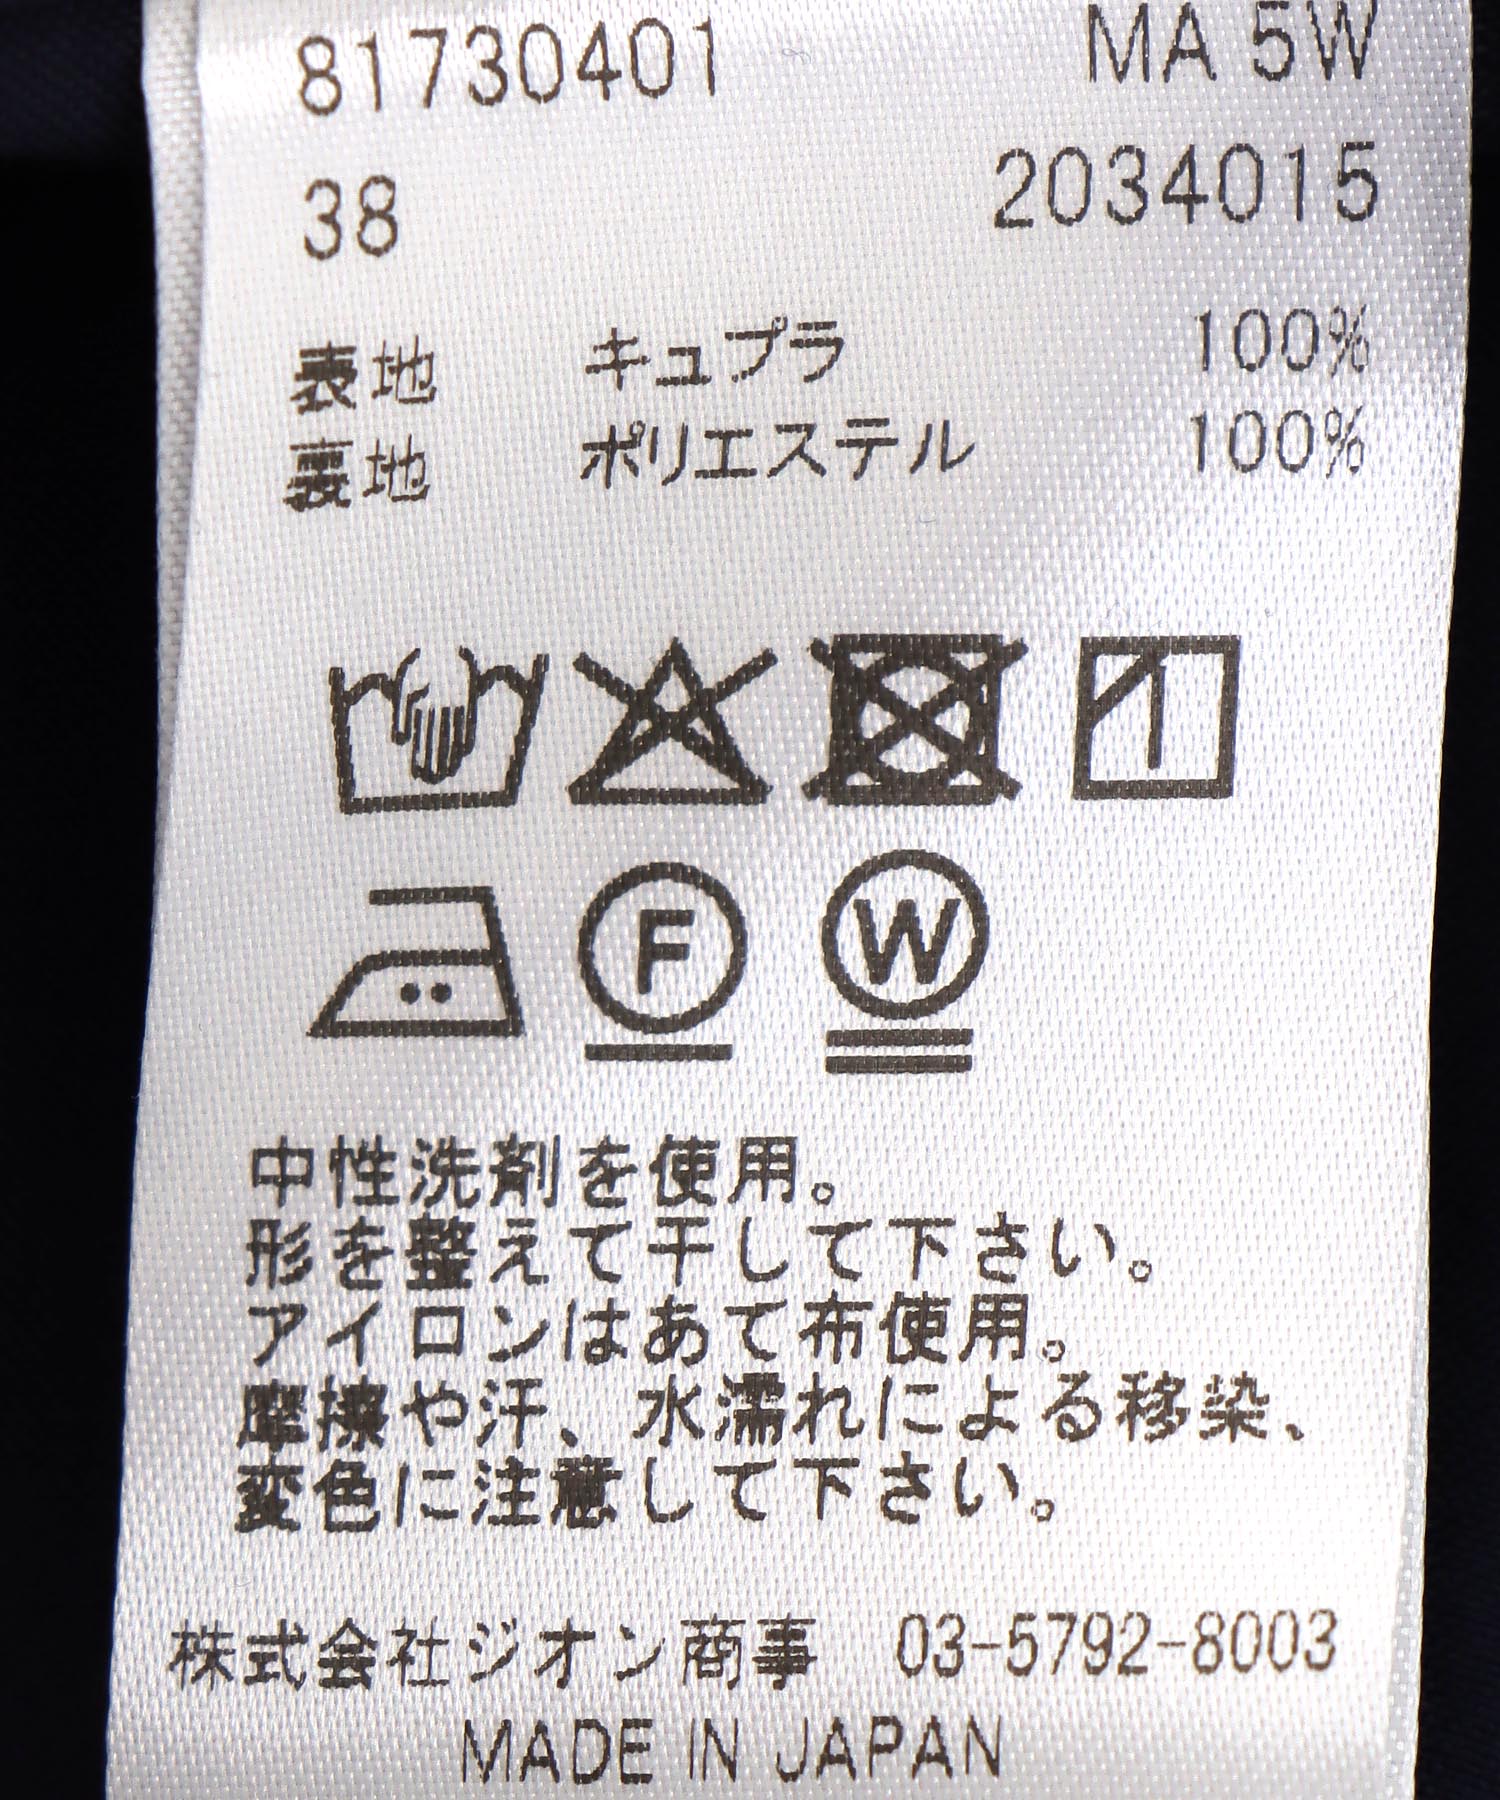 81730401 MA 5W
38 2034015
表地 キュプラ 100%
裏地 ポリエステル 100%
F W
中性洗剤を使用。
形を整えて干して下さい。
アイロンはあて布使用。
摩擦や汗、水濡れによる移染、
変色に注意して下さい。
株式会社ジオン商事 03-5792-8003
MADE IN JAPAN